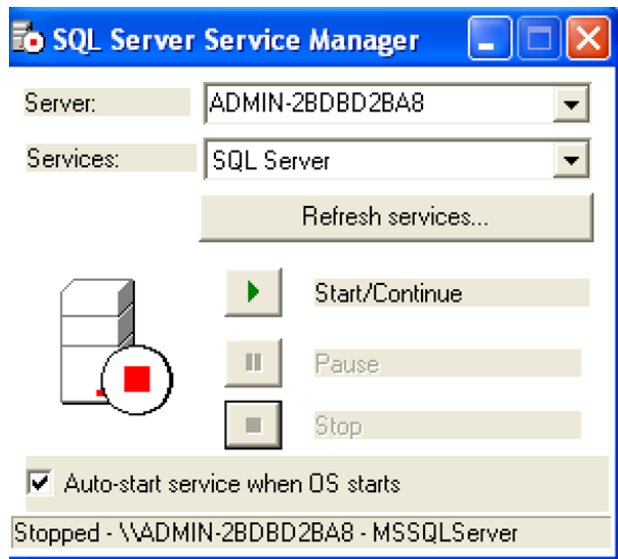 SQL Server Service Manager
Server: ADMIN-2BDBD2BA8
Services: SQL Server
Refresh services...
Start/Continue
Pause
Stop
Auto-start service when OS starts
Stopped - \\ADMIN-2BDBD2BA8 - MSSQLServer